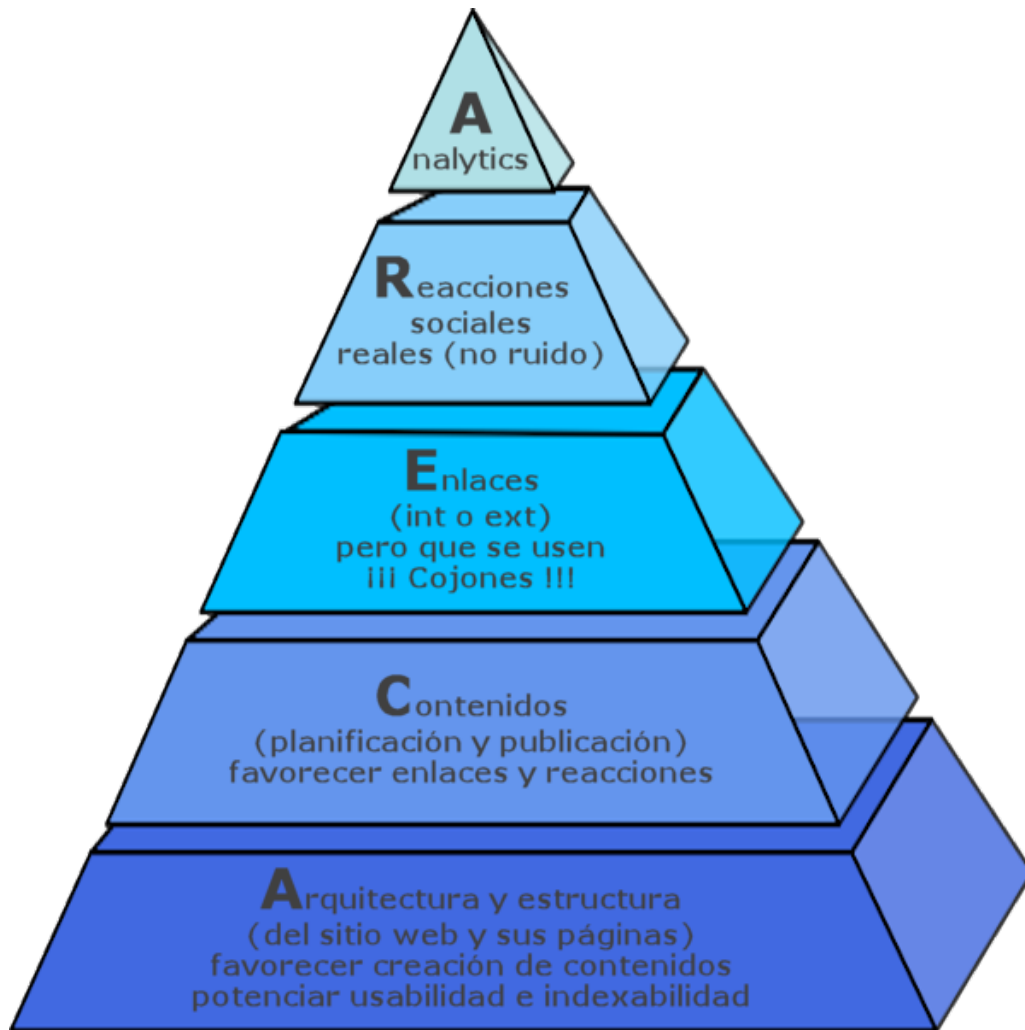 Analytics
Reacciones
sociales
reales (no ruido)
Enlaces
(int o ext)
pero que se usen
¡¡¡ Cojones !!!
Contenidos
(planificación y publicación)
favorecer enlaces y reacciones
Arquitectura y estructura
(del sitio web y sus páginas)
favorecer creación de contenidos
potenciar usabilidad e indexabilidad